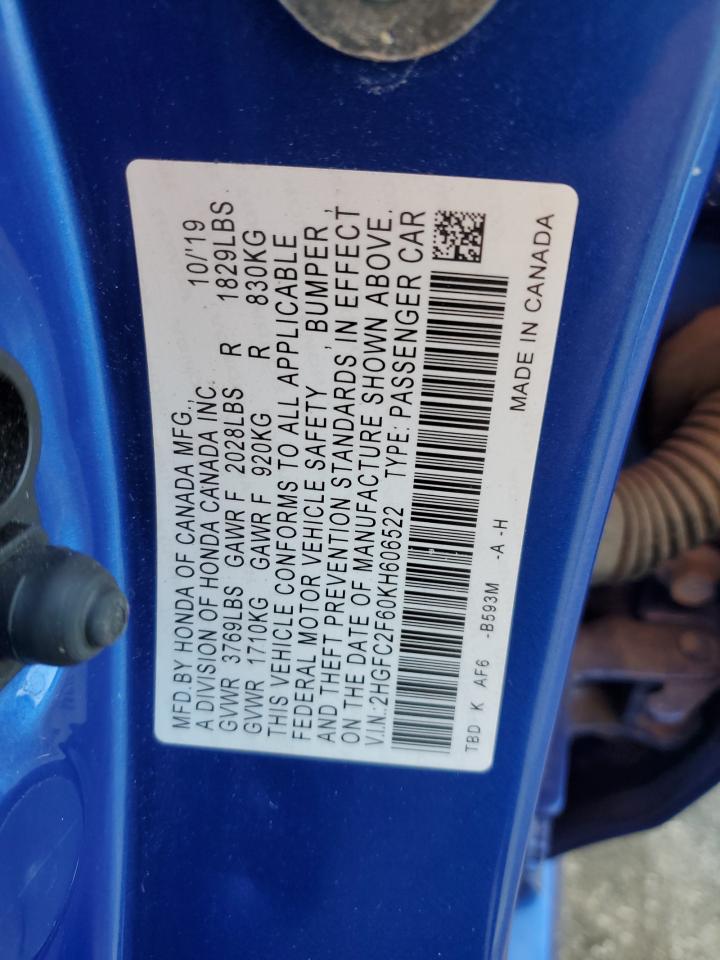 MFD.BY HONDA OF CANADA MFG., 10/'19
A DIVISION OF HONDA CANADA INC.
GVWR 3769LBS GAWR F 2028LBS R 1829LBS
GVWR 1710KG GAWR F 920KG R 830KG
THIS VEHICLE CONFORMS TO ALL APPLICABLE
FEDERAL MOTOR VEHICLE SAFETY , BUMPER ,
AND THEFT PREVENTION STANDARDS IN EFFECT
ON THE DATE OF MANUFACTURE SHOWN ABOVE.
V.I.N.:2HGFC2F60KH606522 TYPE: PASSENGER CAR
TBD K AF6 -B593M -A -H MADE IN CANADA